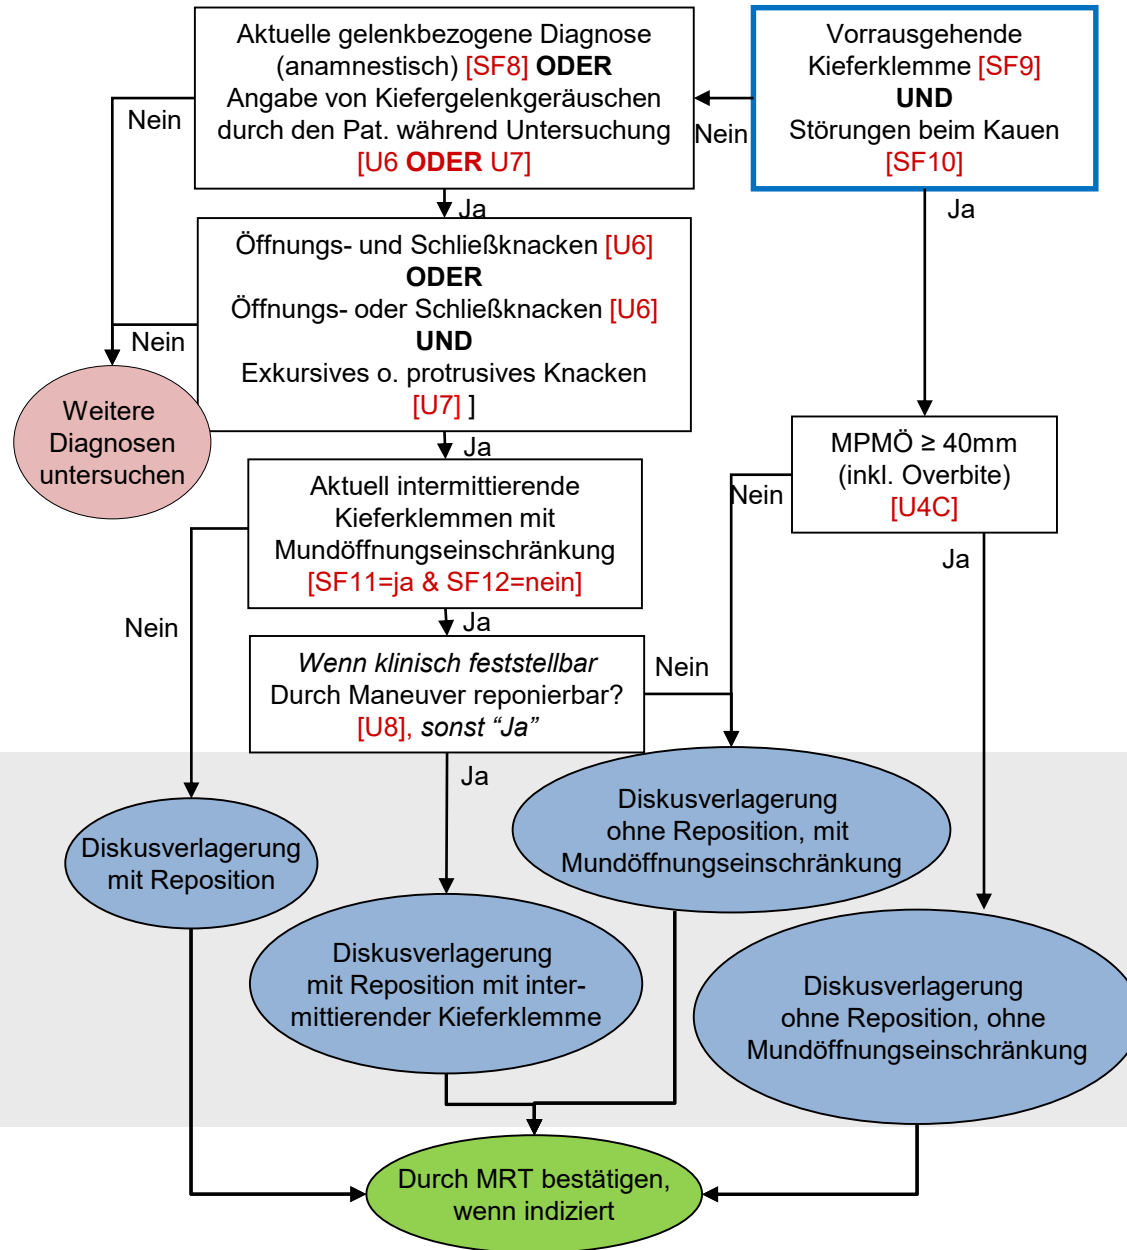 Aktuelle gelenkbezogene Diagnose
(anamnestisch) [SF8] ODER
Angabe von Kiefergelenkgeräuschen
durch den Pat. während Untersuchung
[U6 ODER U7]
Vorrausgehende
Kieferklemme [SF9]
UND
Störungen beim Kauen
[SF10]
Nein
Nein
Ja
Ja
Öffnungs- und Schließknacken [U6]
ODER
Öffnungs- oder Schließknacken [U6]
UND
Exkursives o. protrusives Knacken
[U7] ]
Nein
Weitere
Diagnosen
untersuchen
Ja
MPMÖ ≥ 40mm
(inkl. Overbite)
[U4C]
Nein
Ja
Aktuell intermittierende
Kieferklemmen mit
Mundöffnungseinschränkung
[SF11=ja & SF12=nein]
Nein
Ja
Wenn klinisch feststellbar
Durch Maneuver reponierbar?
[U8], sonst “Ja”
Nein
Ja
Diskusverlagerung
mit Reposition
Diskusverlagerung
ohne Reposition, mit
Mundöffnungseinschränkung
Diskusverlagerung
mit Reposition mit inter-
mittierender Kieferklemme
Diskusverlagerung
ohne Reposition, ohne
Mundöffnungseinschränkung
Durch MRT bestätigen,
wenn indiziert